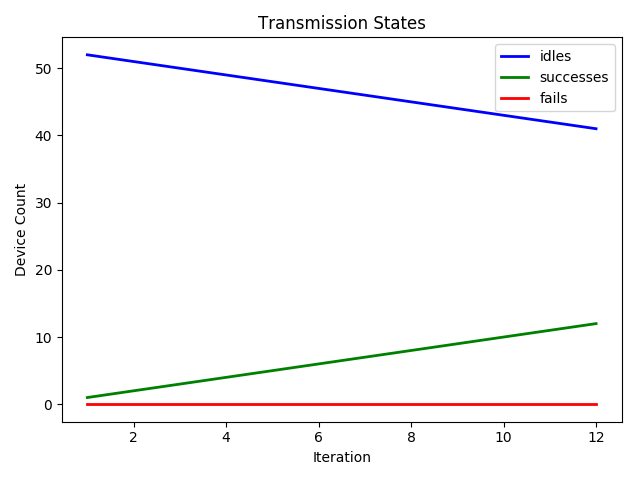 Transmission States
idles
successes
fails
Device Count
50
40
30
20
10
0
2 4 6 8 10 12
Iteration